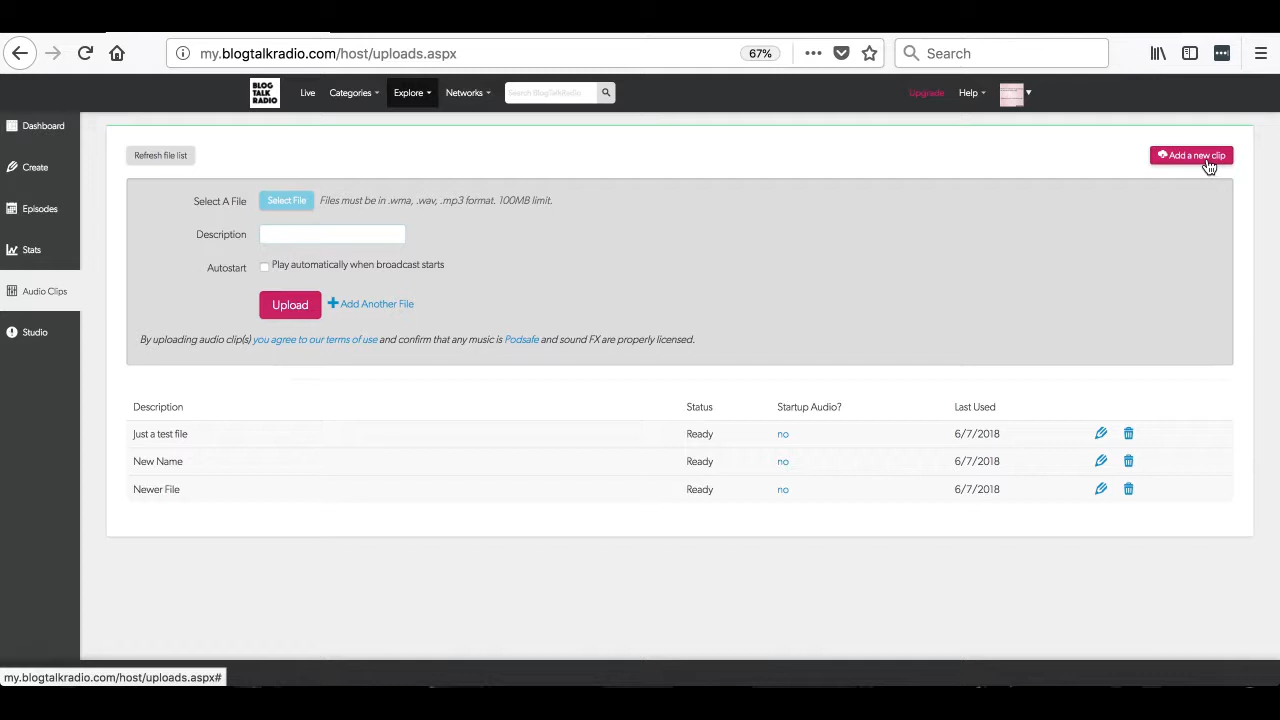 my.blogtalkradio.com/host/uploads.aspx
67%
Search
BLOG
TALK
RADIO
Live
Categories
Explore
Networks
Search BlogTalkRadio
Upgrade
Help
Dashboard
Create
Episodes
Stats
Audio Clips
Studio
Refresh file list
Add a new clip
Select A File
Select File
Files must be in .wma, .wav, .mp3 format. 100MB limit.
Description
Autostart
Play automatically when broadcast starts
Upload
Add Another File
By uploading audio clip(s) you agree to our terms of use and confirm that any music is Podsafe and sound FX are properly licensed.
Description Status Startup Audio? Last Used
Just a test file Ready no 6/7/2018
New Name Ready no 6/7/2018
Newer File Ready no 6/7/2018
my.blogtalkradio.com/host/uploads.aspx#